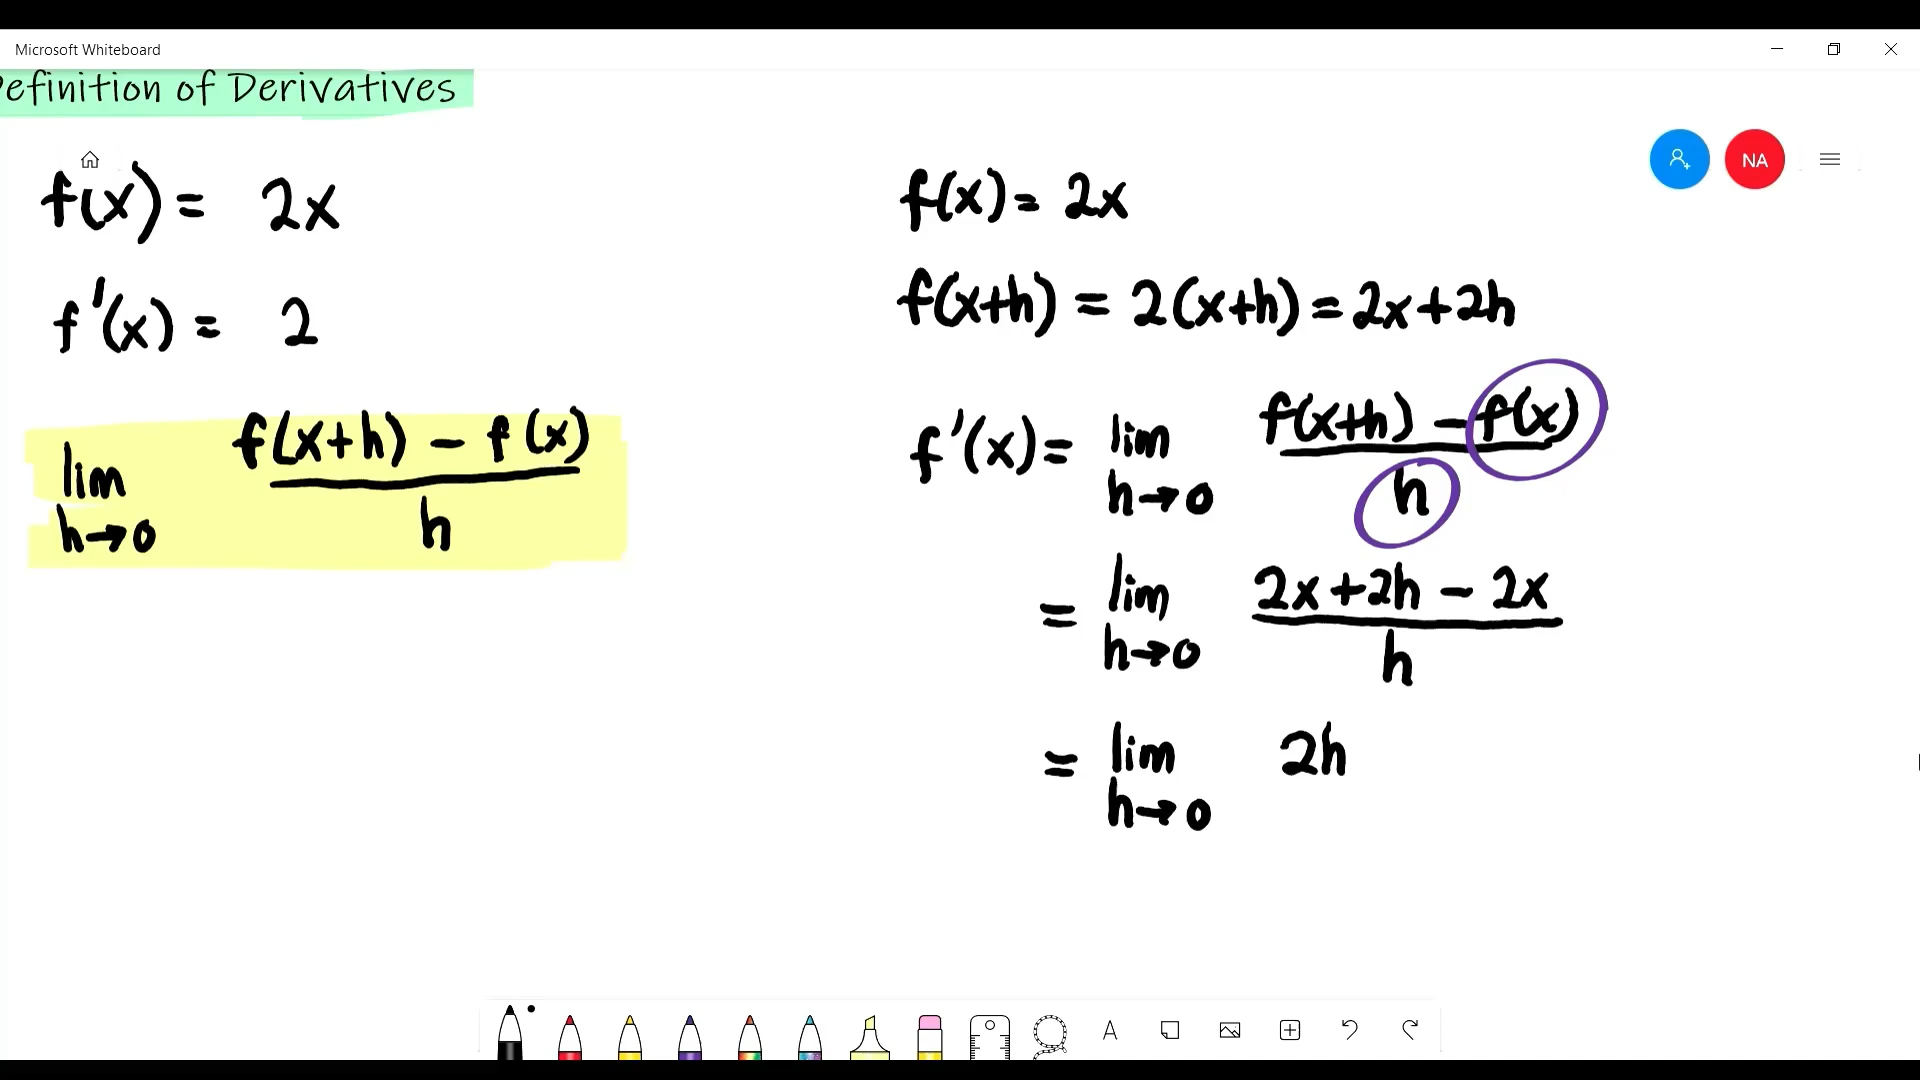 Microsoft Whiteboard
efinition of Derivatives
NA
f(x) = 2x
f'(x) = 2
lim h→0 f(x+h) - f(x) / h
f(x) = 2x
f(x+h) = 2(x+h) = 2x+2h
f'(x) = lim h→0 f(x+h) - f(x) / h
= lim h→0 2x+2h - 2x / h
= lim h→0 2h